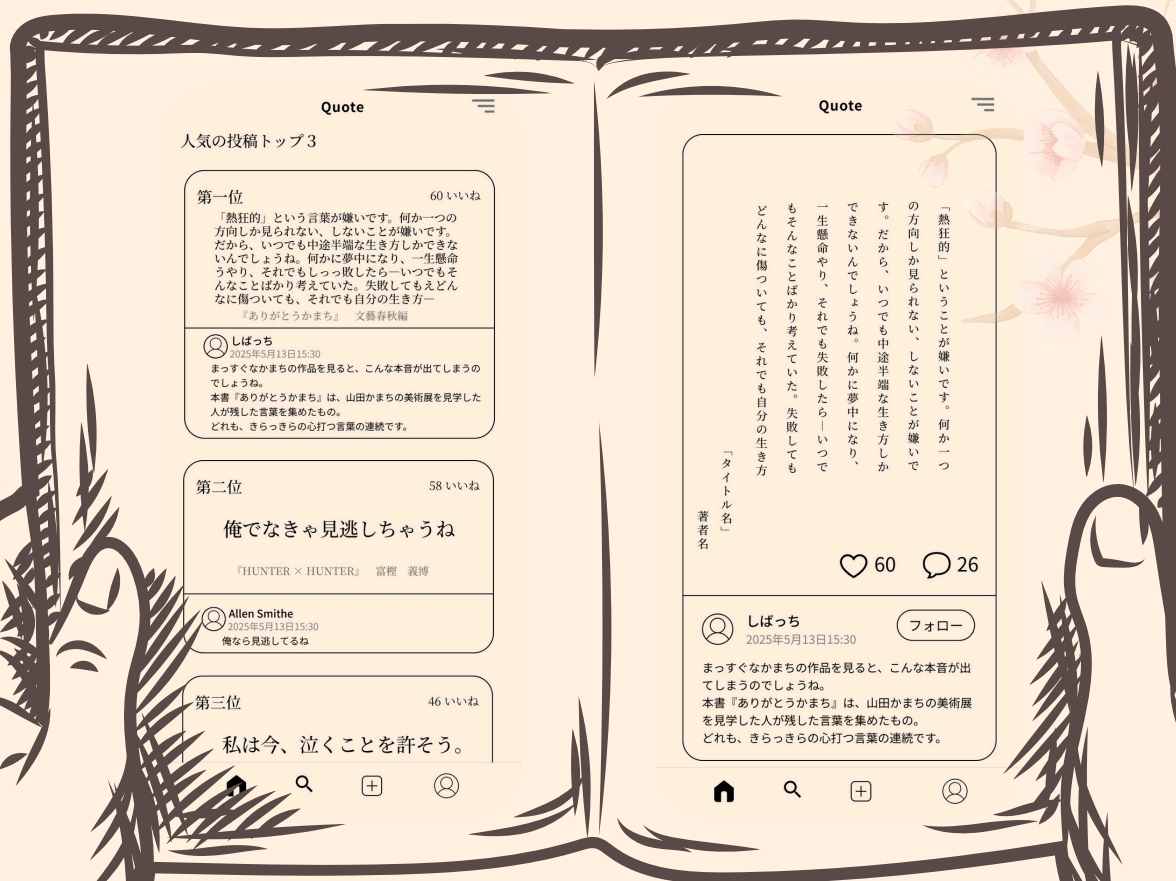 Quote
人気の投稿トップ３
第一位
60 いいね
「熱狂的」という言葉が嫌いです。何か一つの
方向しか見られない、しないことが嫌いです。
だから、いつでも中途半端な生き方しかできな
いんでしょうね。何かに夢中になり、一生懸命
うやり、それでもしっっ敗したら―いつでもそ
んなことばかり考えていた。失敗してもえどん
なに傷ついても、それでも自分の生き方―
『ありがとうかまち』　文藝春秋編
しばっち
2025年5月13日15:30
まっすぐなかまちの作品を見ると、こんな本音が出てしまうの
でしょうね。
本書『ありがとうかまち』は、山田かまちの美術展を見学した
人が残した言葉を集めたもの。
どれも、きらっきらの心打つ言葉の連続です。
第二位
58 いいね
俺でなきゃ見逃しちゃうね
『HUNTER × HUNTER』　冨樫　義博
Allen Smithe
2025年5月13日15:30
俺なら見逃してるね
第三位
46 いいね
私は今、泣くことを許そう。
Quote
「熱狂的」ということが嫌いです。何か一つ
の方向しか見られない、しないことが嫌いで
す。だから、いつでも中途半端な生き方しか
できないんでしょうね。何かに夢中になり、
一生懸命やり、それでも失敗したら―いつで
もそんなことばかり考えていた。失敗しても
どんなに傷ついても、それでも自分の生き方
「タイトル名」
著者名
60
26
しばっち
2025年5月13日15:30
フォロー
まっすぐなかまちの作品を見ると、こんな本音が出
てしまうのでしょうね。
本書『ありがとうかまち』は、山田かまちの美術展
を見学した人が残した言葉を集めたもの。
どれも、きらっきらの心打つ言葉の連続です。